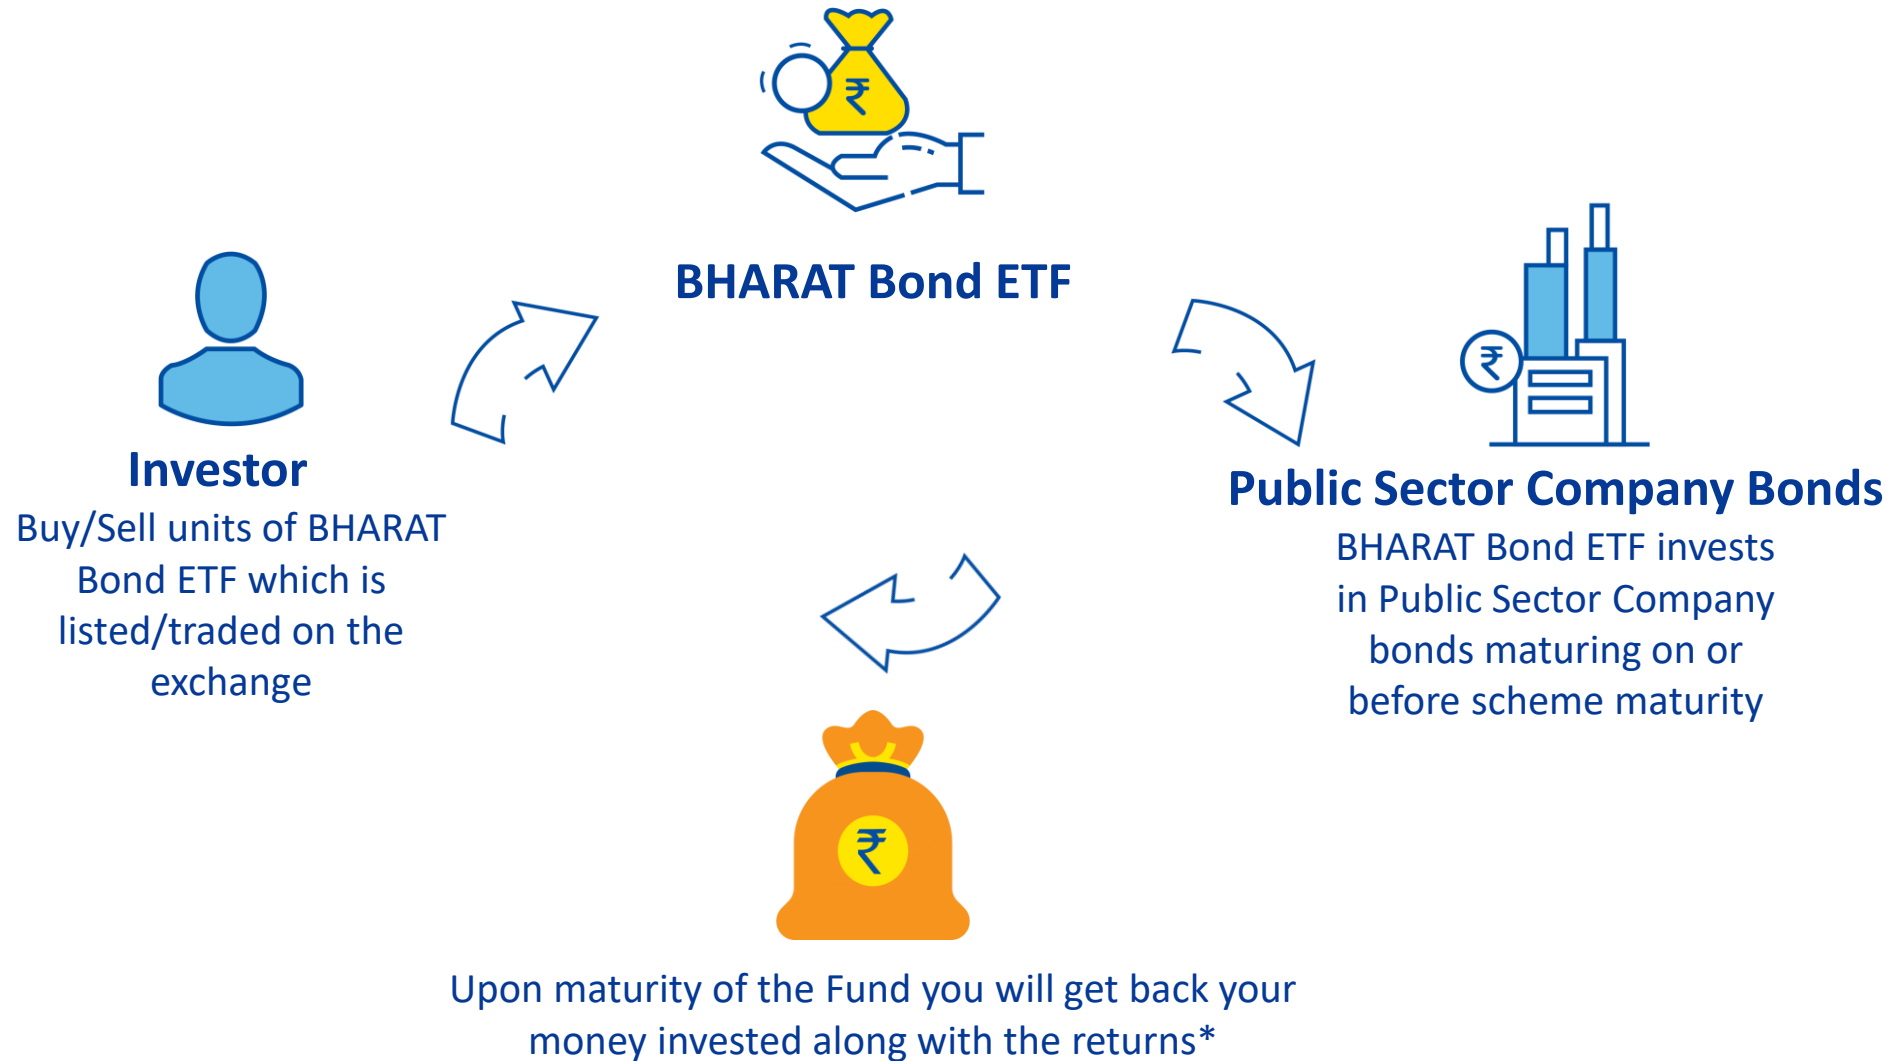 ₹
BHARAT Bond ETF
Investor
Buy/Sell units of BHARAT
Bond ETF which is
listed/traded on the
exchange
₹
Public Sector Company Bonds
BHARAT Bond ETF invests
in Public Sector Company
bonds maturing on or
before scheme maturity
₹
Upon maturity of the Fund you will get back your
money invested along with the returns*